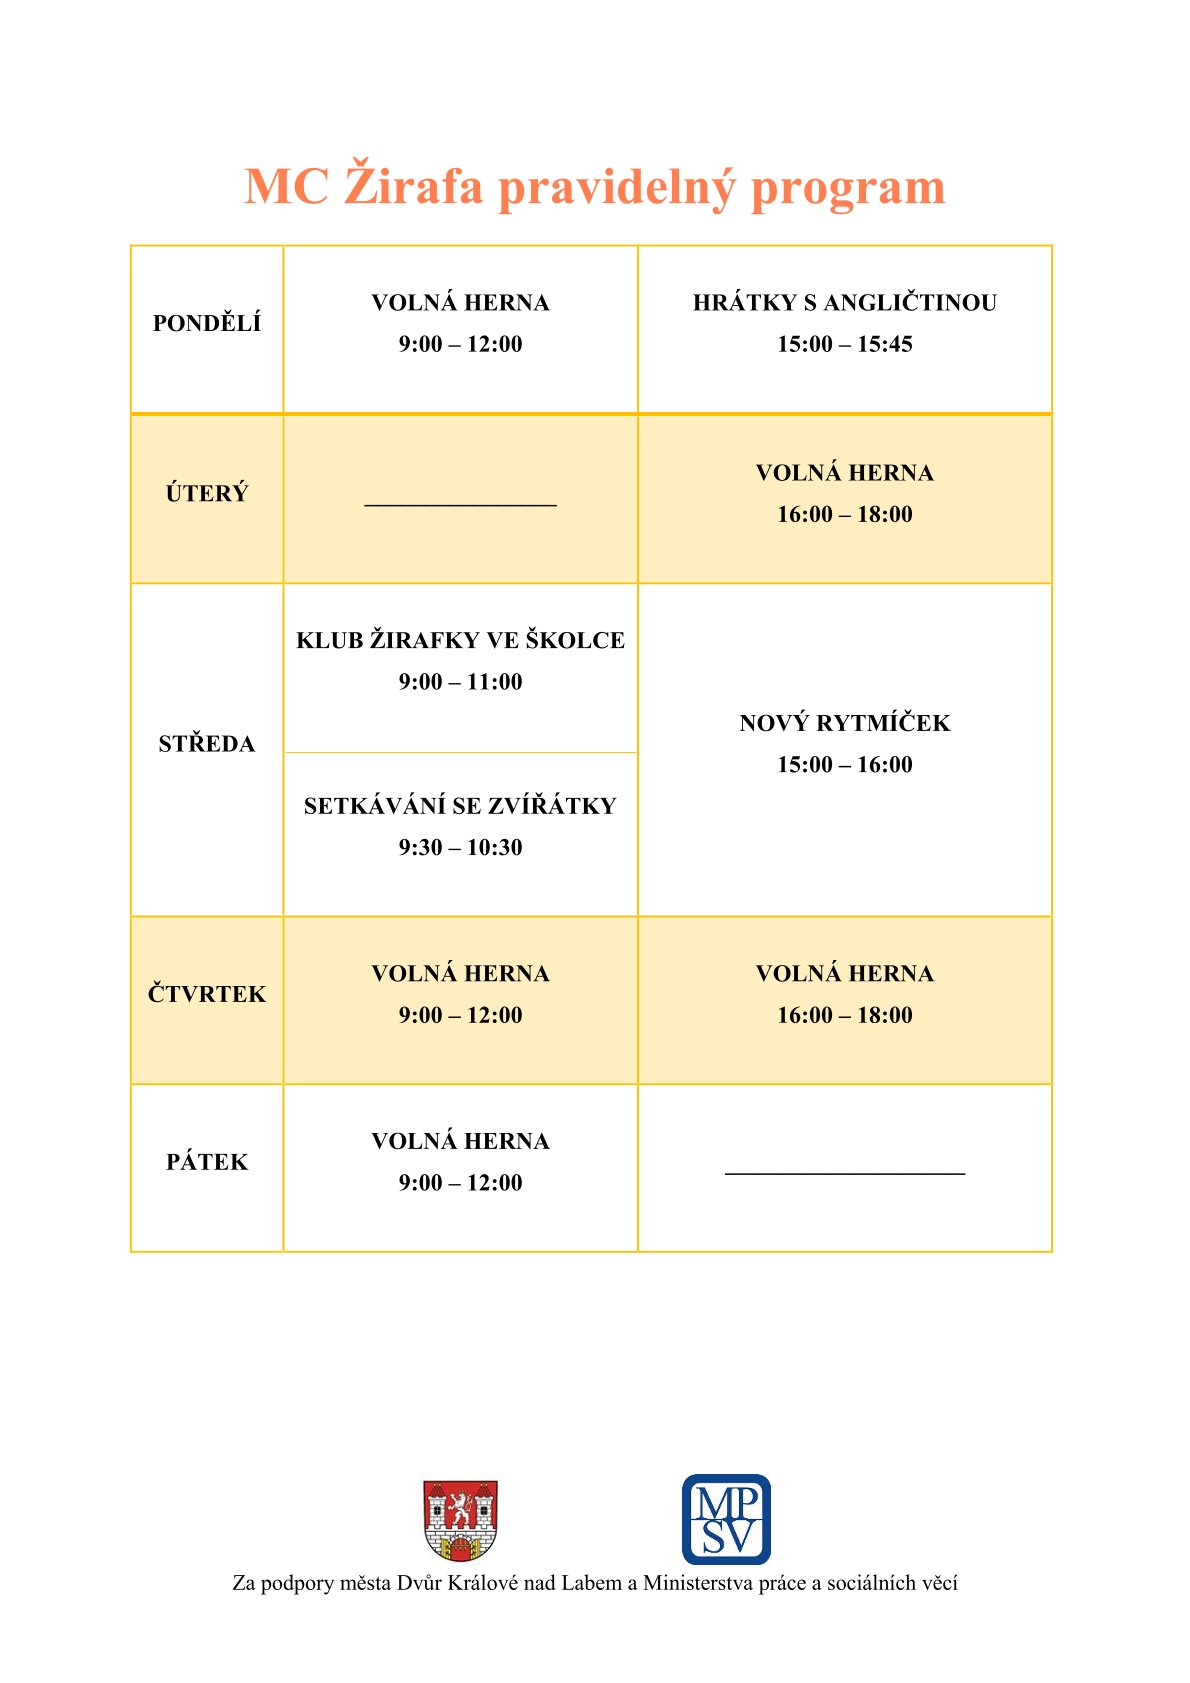 MC Žirafa pravidelný program
PONDĚLÍ
VOLNÁ HERNA
9:00 – 12:00
HRÁTKY S ANGLIČTINOU
15:00 – 15:45
ÚTERÝ
________________
VOLNÁ HERNA
16:00 – 18:00
STŘEDA
KLUB ŽIRAFKY VE ŠKOLCE
9:00 – 11:00
SETKÁVÁNÍ SE ZVÍŘÁTKY
9:30 – 10:30
NOVÝ RYTMÍČEK
15:00 – 16:00
ČTVRTEK
VOLNÁ HERNA
9:00 – 12:00
VOLNÁ HERNA
16:00 – 18:00
PÁTEK
VOLNÁ HERNA
9:00 – 12:00
____________________
MP
SV
Za podpory města Dvůr Králové nad Labem a Ministerstva práce a sociálních věcí